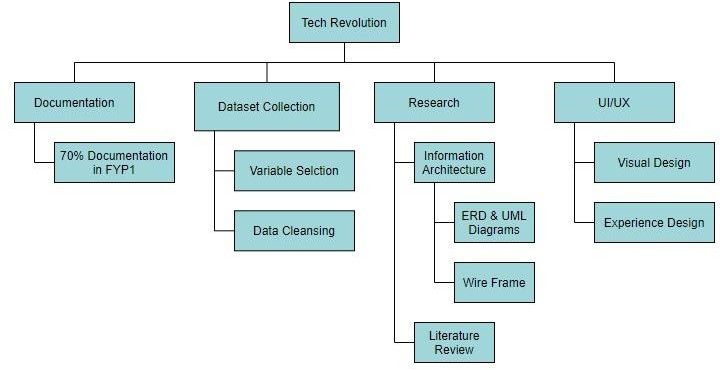 Tech Revolution
Documentation
70% Documentation
in FYP1
Dataset Collection
Variable Selction
Data Cleansing
Research
Information
Architecture
ERD & UML
Diagrams
Wire Frame
Literature
Review
UI/UX
Visual Design
Experience Design